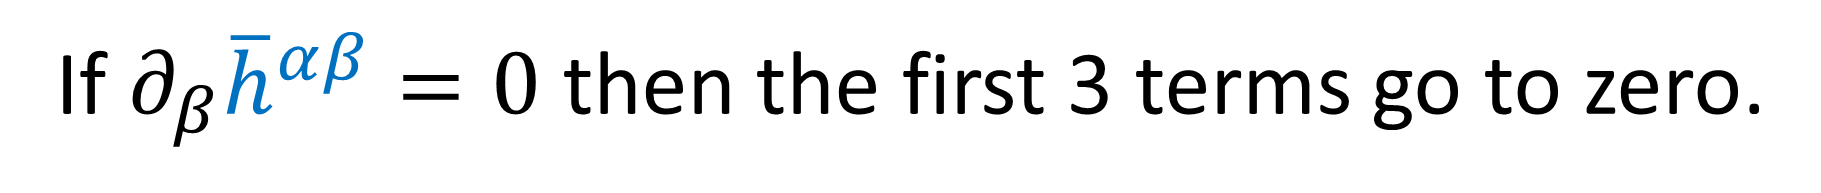 If ∂_β h̄^{αβ} = 0 then the first 3 terms go to zero.